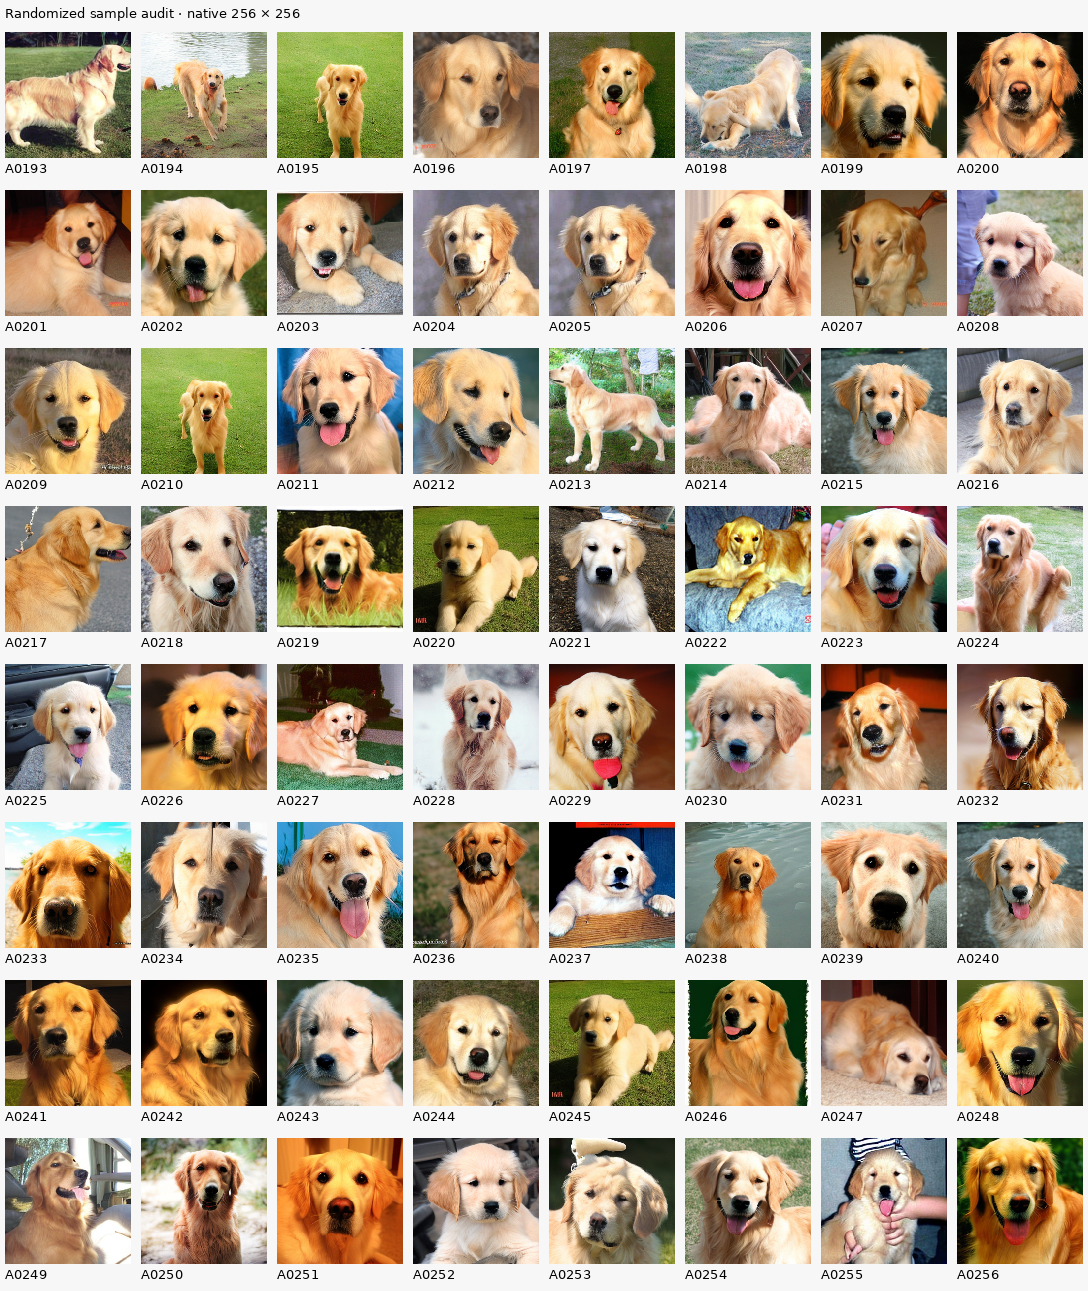 Randomized sample audit · native 256 × 256
A0193 A0194 A0195 A0196 A0197 A0198 A0199 A0200
A0201 A0202 A0203 A0204 A0205 A0206 A0207 A0208
A0209 A0210 A0211 A0212 A0213 A0214 A0215 A0216
A0217 A0218 A0219 A0220 A0221 A0222 A0223 A0224
A0225 A0226 A0227 A0228 A0229 A0230 A0231 A0232
A0233 A0234 A0235 A0236 A0237 A0238 A0239 A0240
A0241 A0242 A0243 A0244 A0245 A0246 A0247 A0248
A0249 A0250 A0251 A0252 A0253 A0254 A0255 A0256